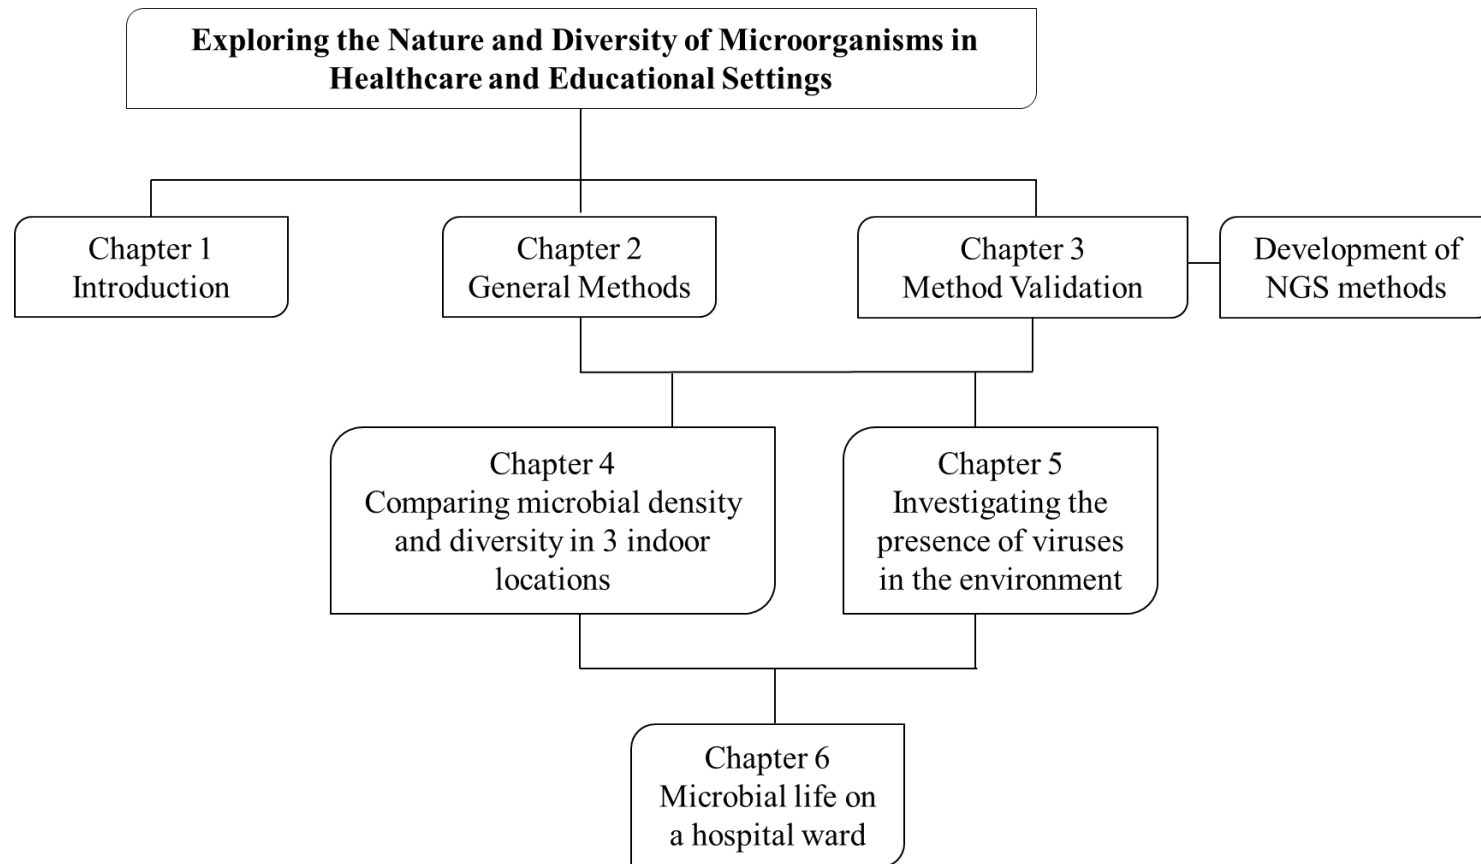 Exploring the Nature and Diversity of Microorganisms in
Healthcare and Educational Settings
Chapter 1
Introduction
Chapter 2
General Methods
Chapter 3
Method Validation
Development of
NGS methods
Chapter 4
Comparing microbial density
and diversity in 3 indoor
locations
Chapter 5
Investigating the
presence of viruses
in the environment
Chapter 6
Microbial life on
a hospital ward